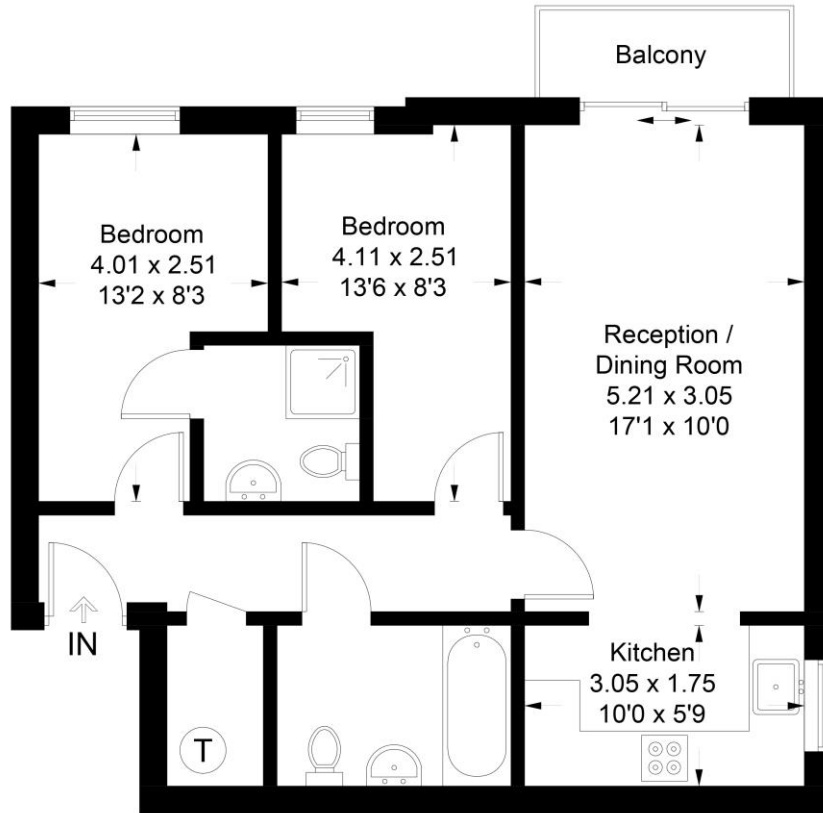 Balcony
Bedroom
4.01 x 2.51
13'2 x 8'3
Bedroom
4.11 x 2.51
13'6 x 8'3
Reception /
Dining Room
5.21 x 3.05
17'1 x 10'0
IN
Kitchen
3.05 x 1.75
10'0 x 5'9
T